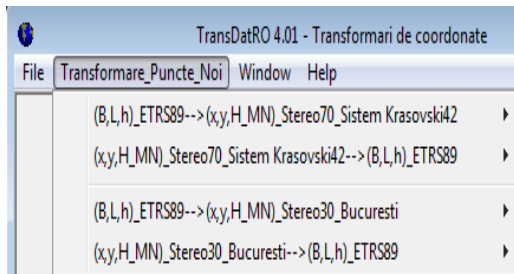 TransDatRO 4.01 - Transformari de coordonate
File Transformare_Puncte_Noi Window Help
(B,L,h)_ETRS89-->(x,y,H_MN)_Stereo70_Sistem Krasovski42
(x,y,H_MN)_Stereo70_Sistem Krasovski42-->(B,L,h)_ETRS89
(B,L,h)_ETRS89-->(x,y,H_MN)_Stereo30_Bucuresti
(x,y,H_MN)_Stereo30_Bucuresti-->(B,L,h)_ETRS89